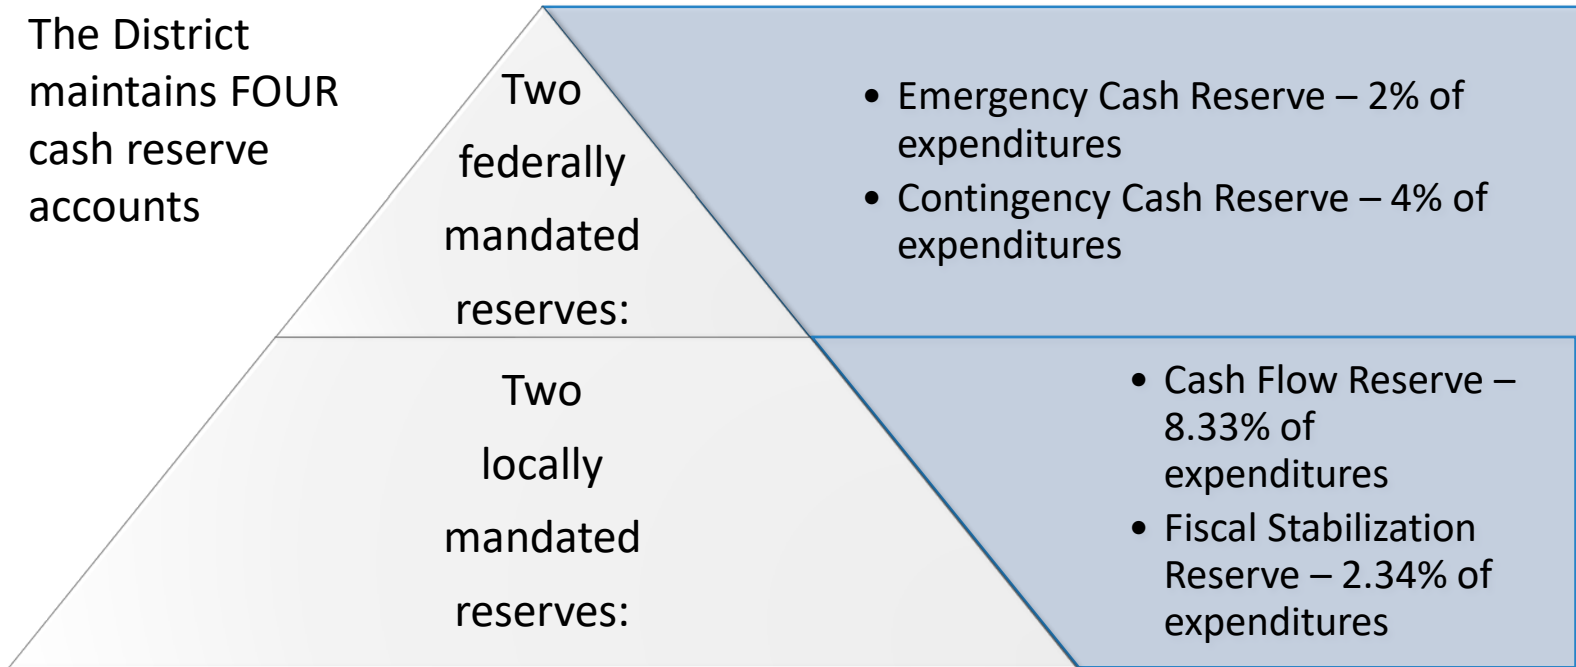 The District
maintains FOUR
cash reserve
accounts
Two
federally
mandated
reserves:
• Emergency Cash Reserve – 2% of
expenditures
• Contingency Cash Reserve – 4% of
expenditures
Two
locally
mandated
reserves:
• Cash Flow Reserve –
8.33% of
expenditures
• Fiscal Stabilization
Reserve – 2.34% of
expenditures